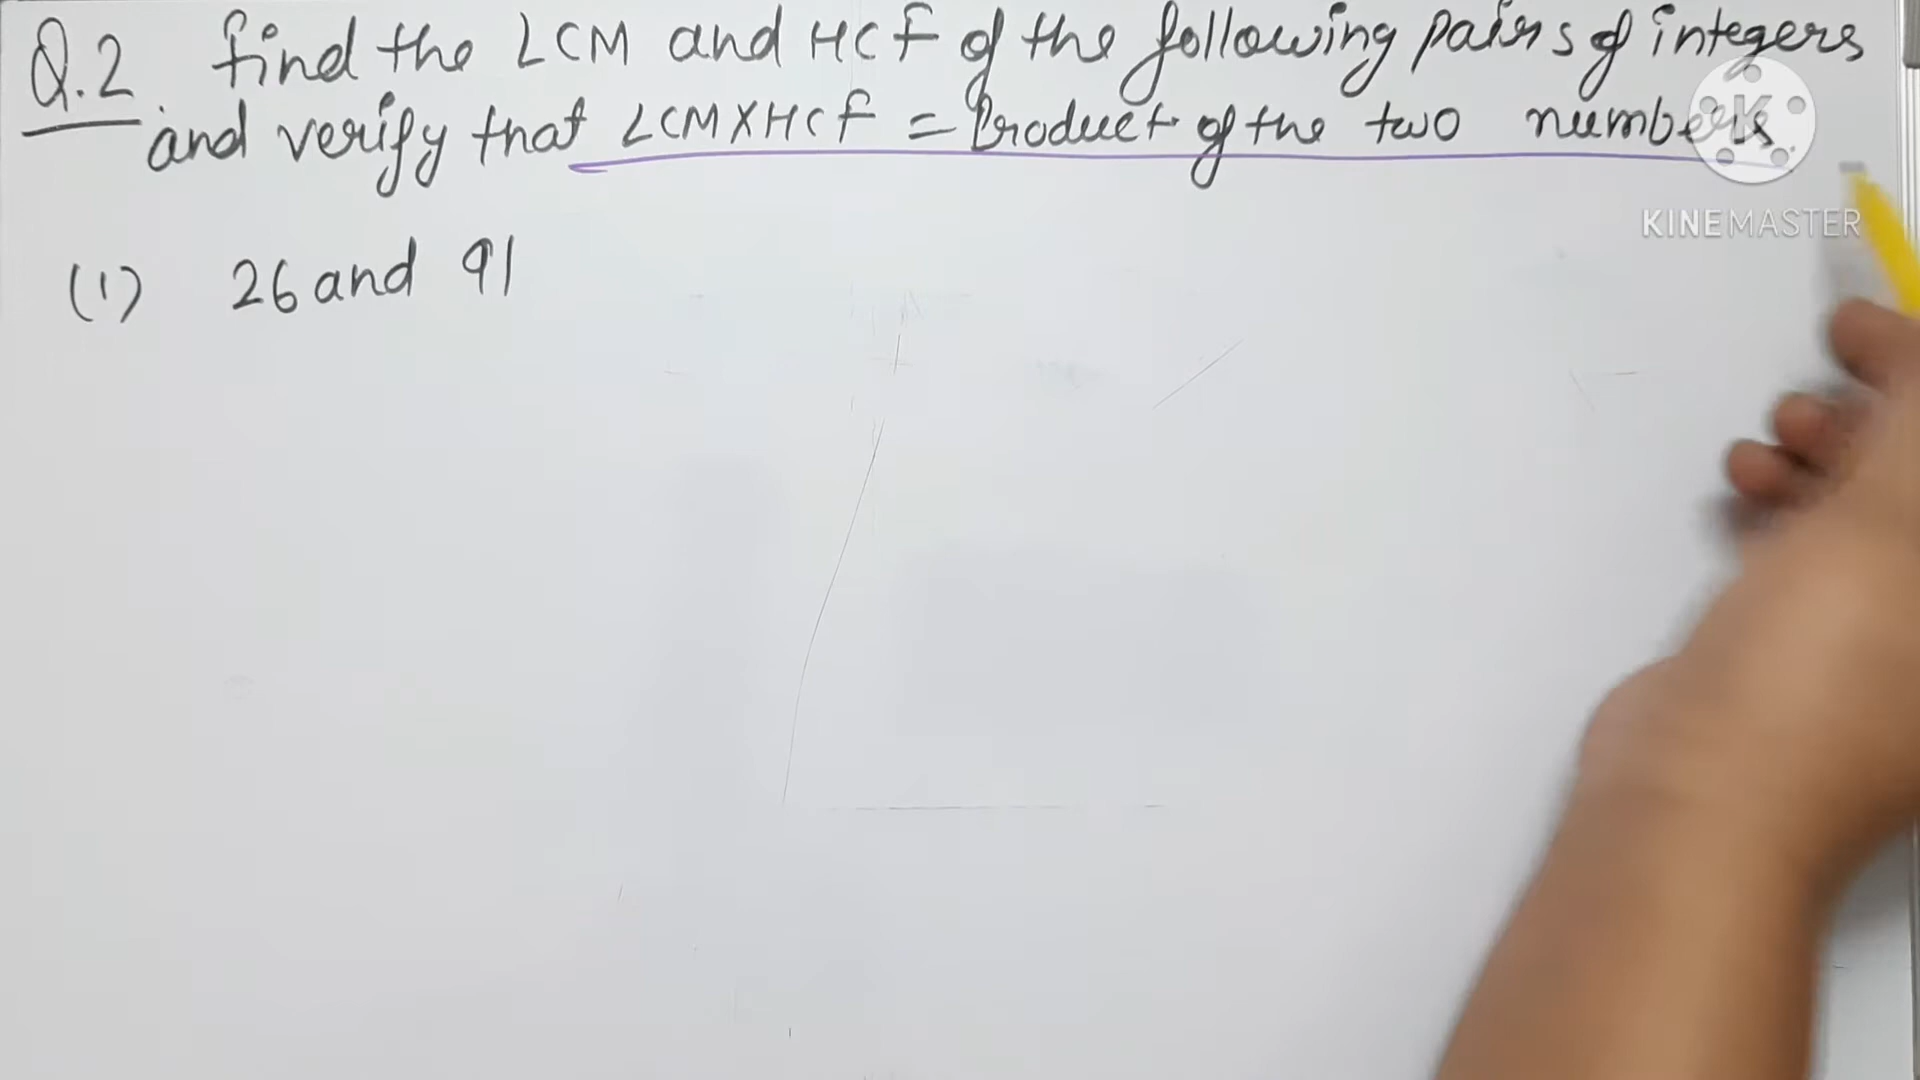 Q.2 find the LCM and HCF of the following pairs of integers
and verify that LCM X HCF = Product of the two numbers
K
KINEMASTER
(1) 26 and 91